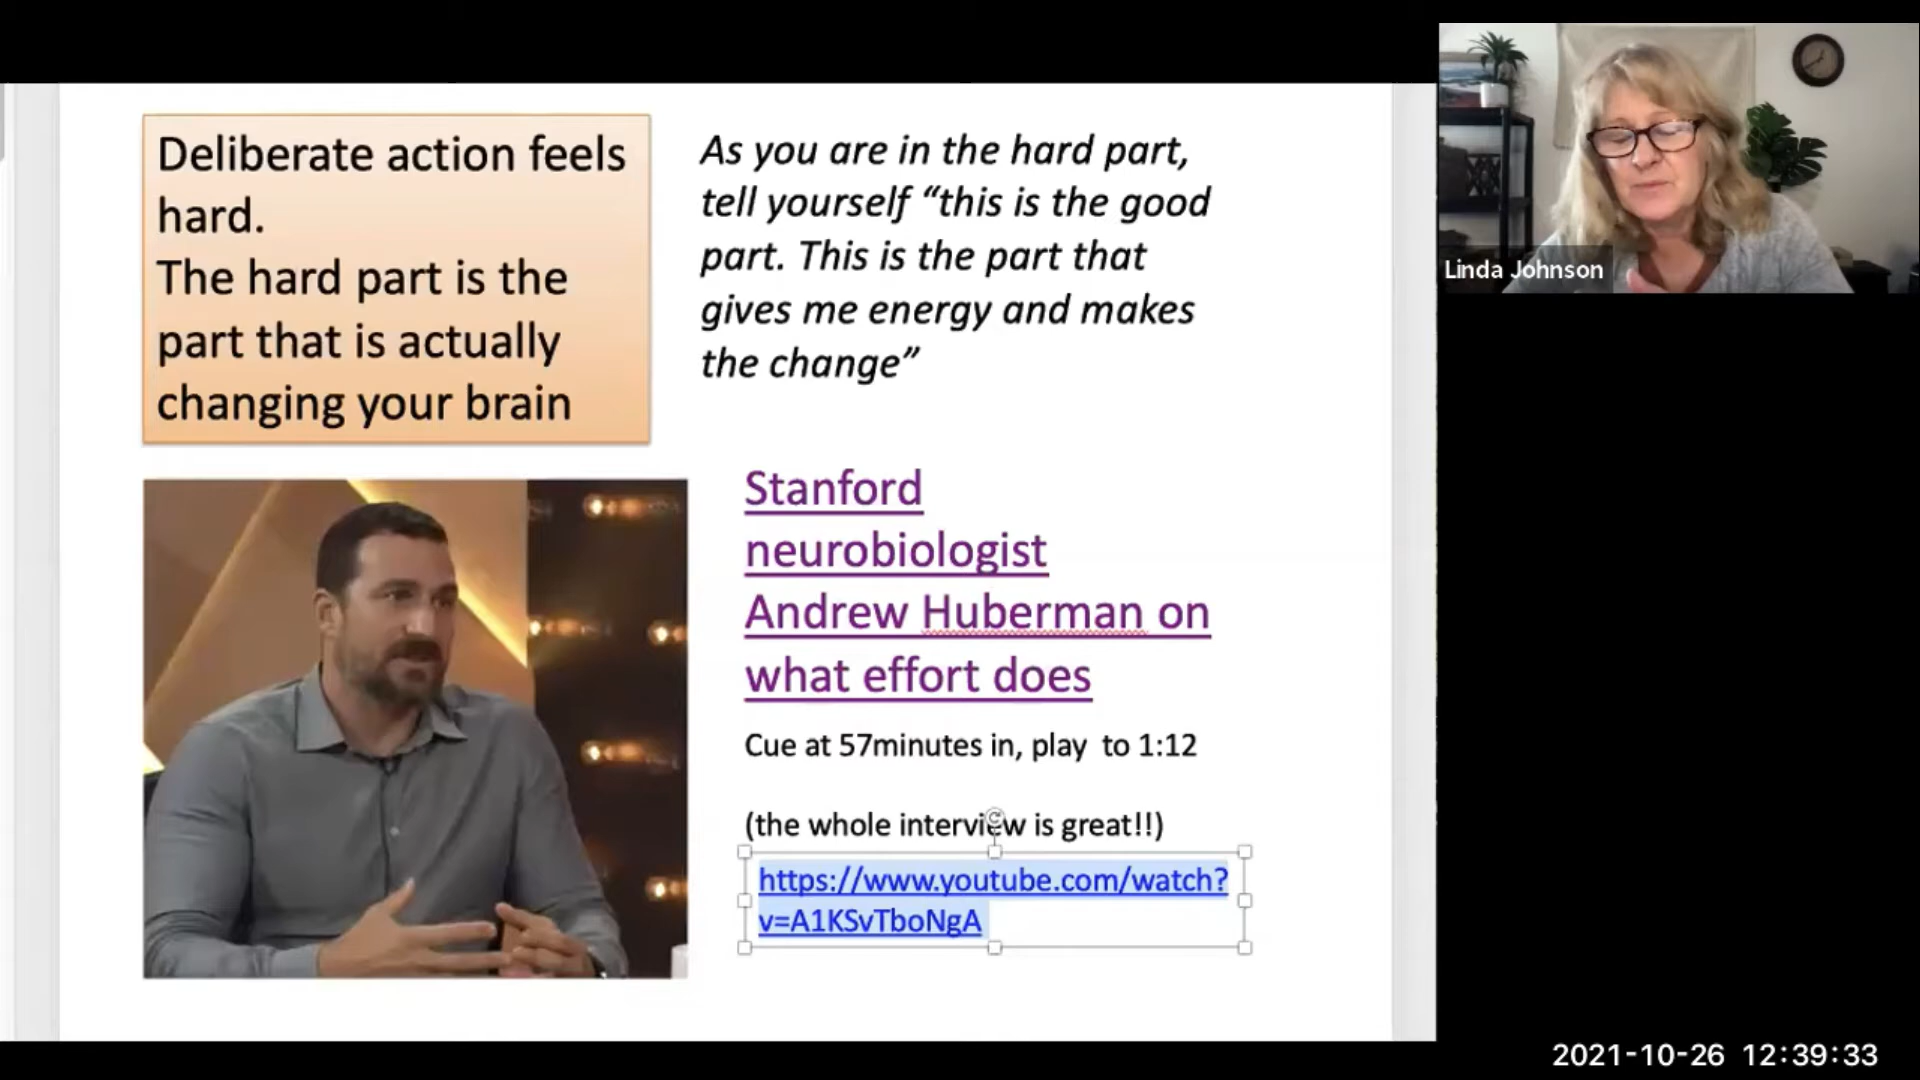 Deliberate action feels
hard.
The hard part is the
part that is actually
changing your brain
As you are in the hard part,
tell yourself “this is the good
part. This is the part that
gives me energy and makes
the change”
Stanford
neurobiologist
Andrew Huberman on
what effort does
Cue at 57minutes in, play  to 1:12
(the whole interview is great!!)
https://www.youtube.com/watch?
v=A1KSvTboNgA
Linda Johnson
2021-10-26 12:39:33